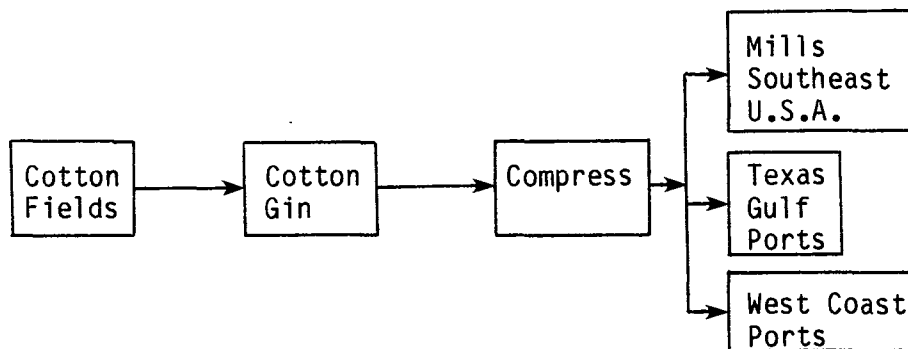 Cotton
Fields
Cotton
Gin
Compress
Mills
Southeast
U.S.A.
Texas
Gulf
Ports
West Coast
Ports